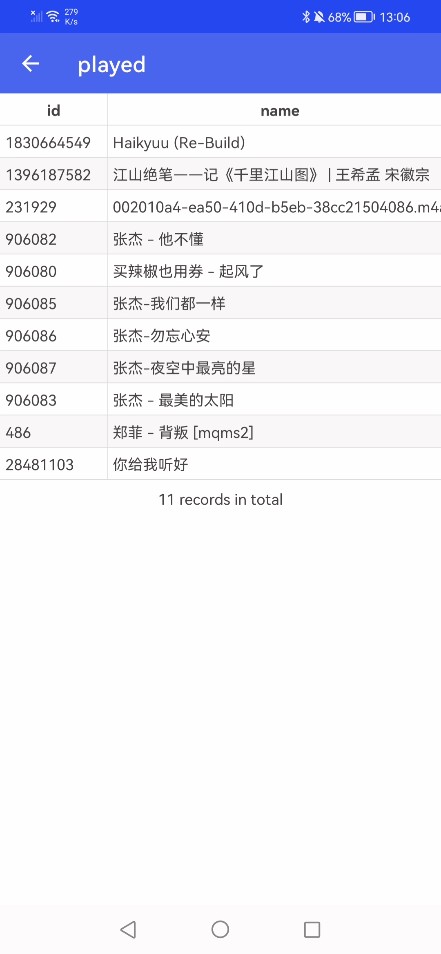 279
K/s
68%
13:06
played
id name
1830664549 Haikyuu (Re-Build)
1396187582 江山绝笔一一记《千里江山图》 | 王希孟 宋徽宗
231929 002010a4-ea50-410d-b5eb-38cc21504086.m4a
906082 张杰 - 他不懂
906080 买辣椒也用券 - 起风了
906085 张杰-我们都一样
906086 张杰-勿忘心安
906087 张杰-夜空中最亮的星
906083 张杰 - 最美的太阳
486 郑菲 - 背叛 [mqms2]
28481103 你给我听好
11 records in total